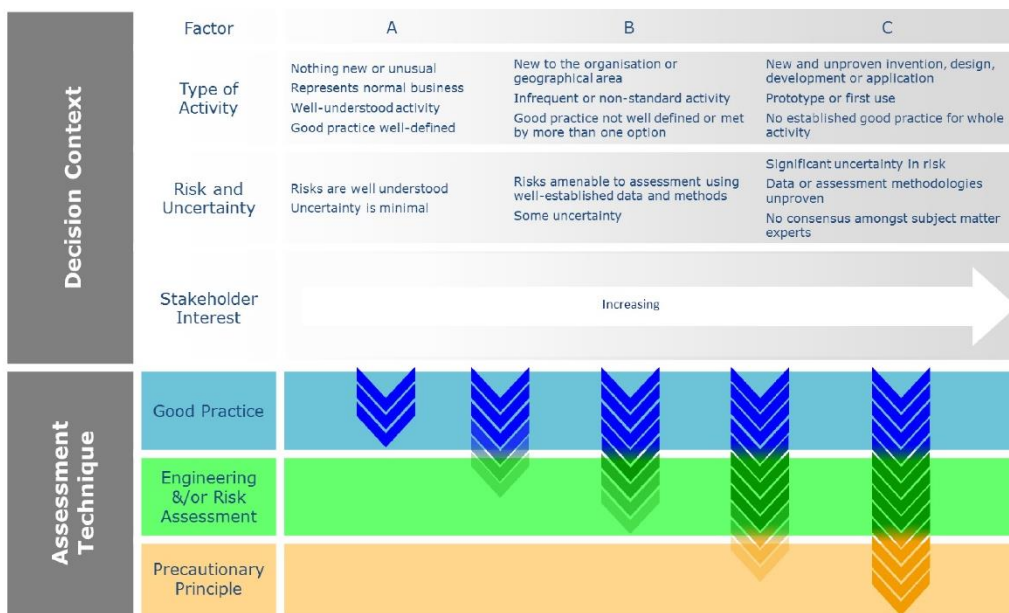 Decision Context
Factor
A
B
C
Type of
Activity
Nothing new or unusual
Represents normal business
Well-understood activity
Good practice well-defined
New to the organisation or
geographical area
Infrequent or non-standard activity
Good practice not well defined or met
by more than one option
New and unproven invention, design,
development or application
Prototype or first use
No established good practice for whole
activity
Risk and
Uncertainty
Risks are well understood
Uncertainty is minimal
Risks amenable to assessment using
well-established data and methods
Some uncertainty
Significant uncertainty in risk
Data or assessment methodologies
unproven
No consensus amongst subject matter
experts
Stakeholder
Interest
Increasing
Assessment
Technique
Good Practice
Engineering
&/or Risk
Assessment
Precautionary
Principle